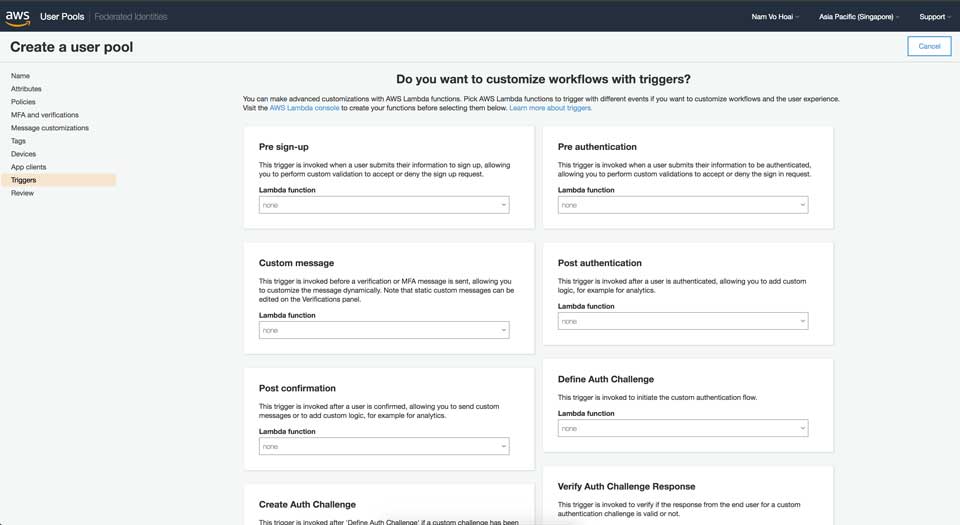 aws
User Pools | Federated Identities
Nam Vo Hoai
Asia Pacific (Singapore)
Support
Create a user pool
Cancel
Name
Attributes
Policies
MFA and verifications
Message customizations
Tags
Devices
App clients
Triggers
Review
Do you want to customize workflows with triggers?
You can make advanced customizations with AWS Lambda functions. Pick AWS Lambda functions to trigger with different events if you want to customize workflows and the user experience.
Visit the AWS Lambda console to create your functions before selecting them below. Learn more about triggers.
Pre sign-up
This trigger is invoked when a user submits their information to sign up, allowing
you to perform custom validation to accept or deny the sign up request.
Lambda function
none
Custom message
This trigger is invoked before a verification or MFA message is sent, allowing you
to customize the message dynamically. Note that static custom messages can be
edited on the Verifications panel.
Lambda function
none
Post confirmation
This trigger is invoked after a user is confirmed, allowing you to send custom
messages or to add custom logic, for example for analytics.
Lambda function
none
Create Auth Challenge
This trigger is invoked after 'Define Auth Challenge' if a custom challenge has been
Pre authentication
This trigger is invoked when a user submits their information to be authenticated,
allowing you to perform custom validations to accept or deny the sign in request.
Lambda function
none
Post authentication
This trigger is invoked after a user is authenticated, allowing you to add custom
logic, for example for analytics.
Lambda function
none
Define Auth Challenge
This trigger is invoked to initiate the custom authentication flow.
Lambda function
none
Verify Auth Challenge Response
This trigger is invoked to verify if the response from the end user for a custom
authentication challenge is valid or not.